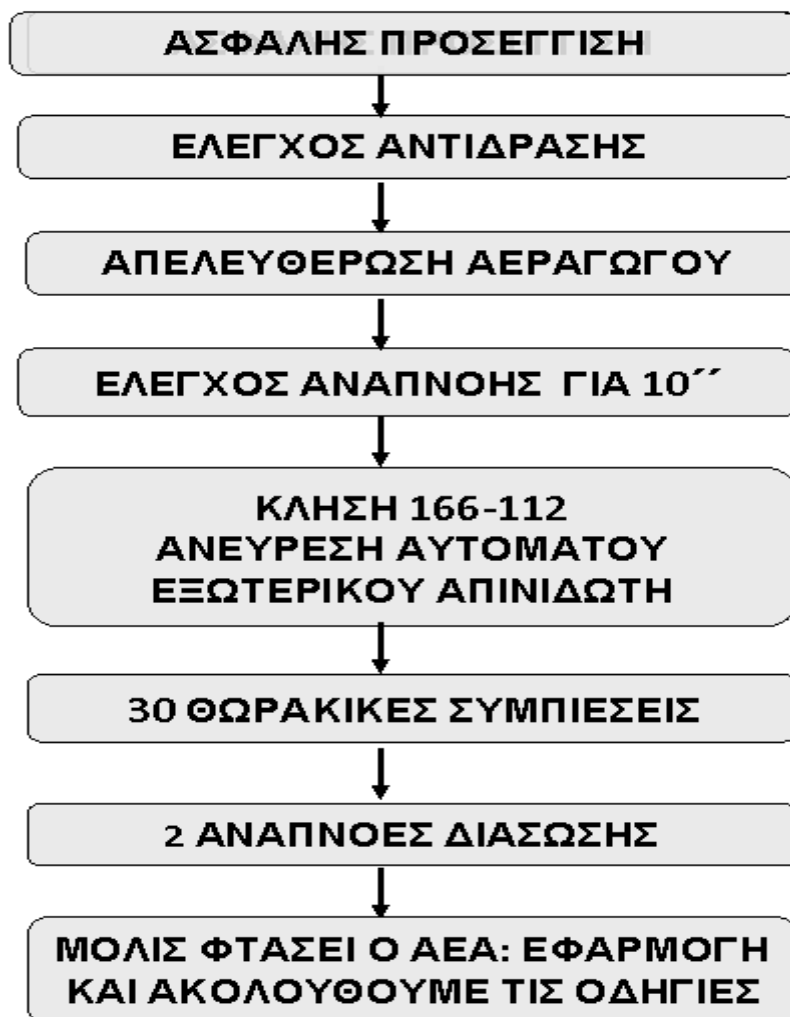 ΑΣΦΑΛΗΣ ΠΡΟΣΕΓΓΙΣΗ
ΕΛΕΓΧΟΣ ΑΝΤΙΔΡΑΣΗΣ
ΑΠΕΛΕΥΘΕΡΩΣΗ ΑΕΡΑΓΩΓΟΥ
ΕΛΕΓΧΟΣ ΑΝΑΠΝΟΗΣ ΓΙΑ 10´´
ΚΛΗΣΗ 166-112
ΑΝΕΥΡΕΣΗ ΑΥΤΟΜΑΤΟΥ
ΕΞΩΤΕΡΙΚΟΥ ΑΠΙΝΙΔΩΤΗ
30 ΘΩΡΑΚΙΚΕΣ ΣΥΜΠΙΕΣΕΙΣ
2 ΑΝΑΠΝΟΕΣ ΔΙΑΣΩΣΗΣ
ΜΟΛΙΣ ΦΤΑΣΕΙ Ο ΑΕΑ: ΕΦΑΡΜΟΓΗ
ΚΑΙ ΑΚΟΛΟΥΘΟΥΜΕ ΤΙΣ ΟΔΗΓΙΕΣ